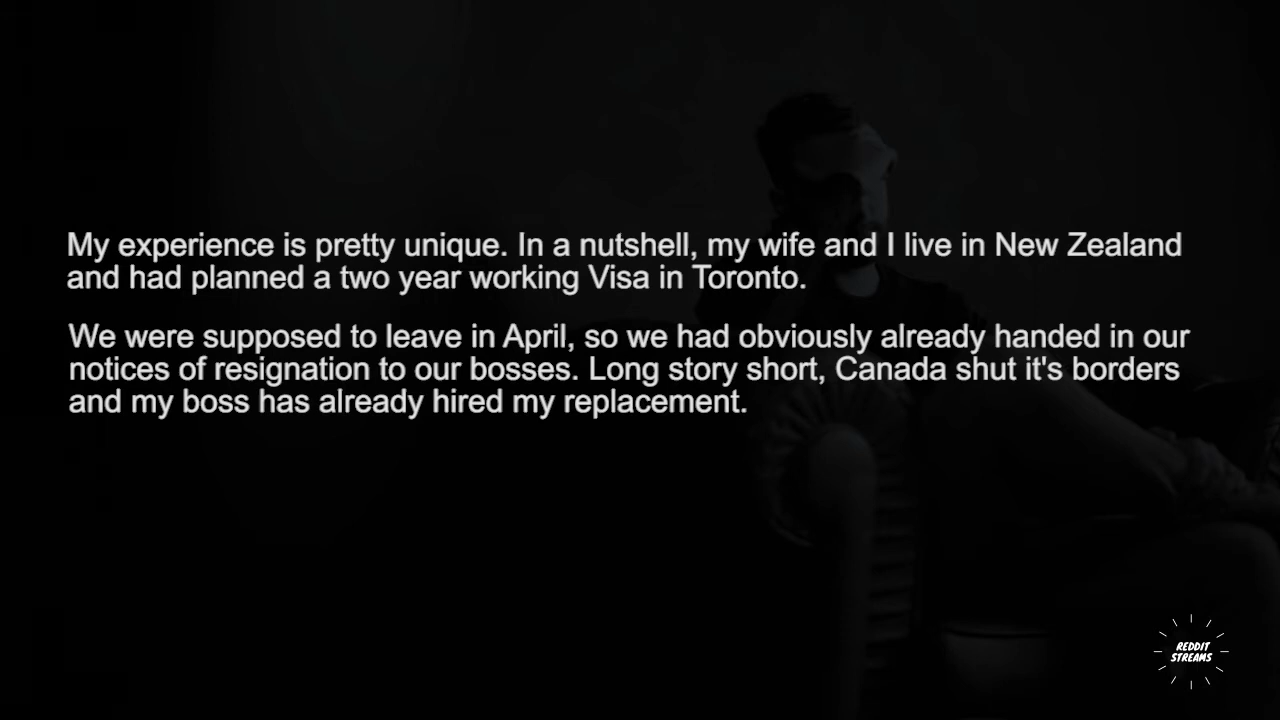 My experience is pretty unique. In a nutshell, my wife and I live in New Zealand
and had planned a two year working Visa in Toronto.
We were supposed to leave in April, so we had obviously already handed in our
notices of resignation to our bosses. Long story short, Canada shut it's borders
and my boss has already hired my replacement.
REDDIT
STREAMS